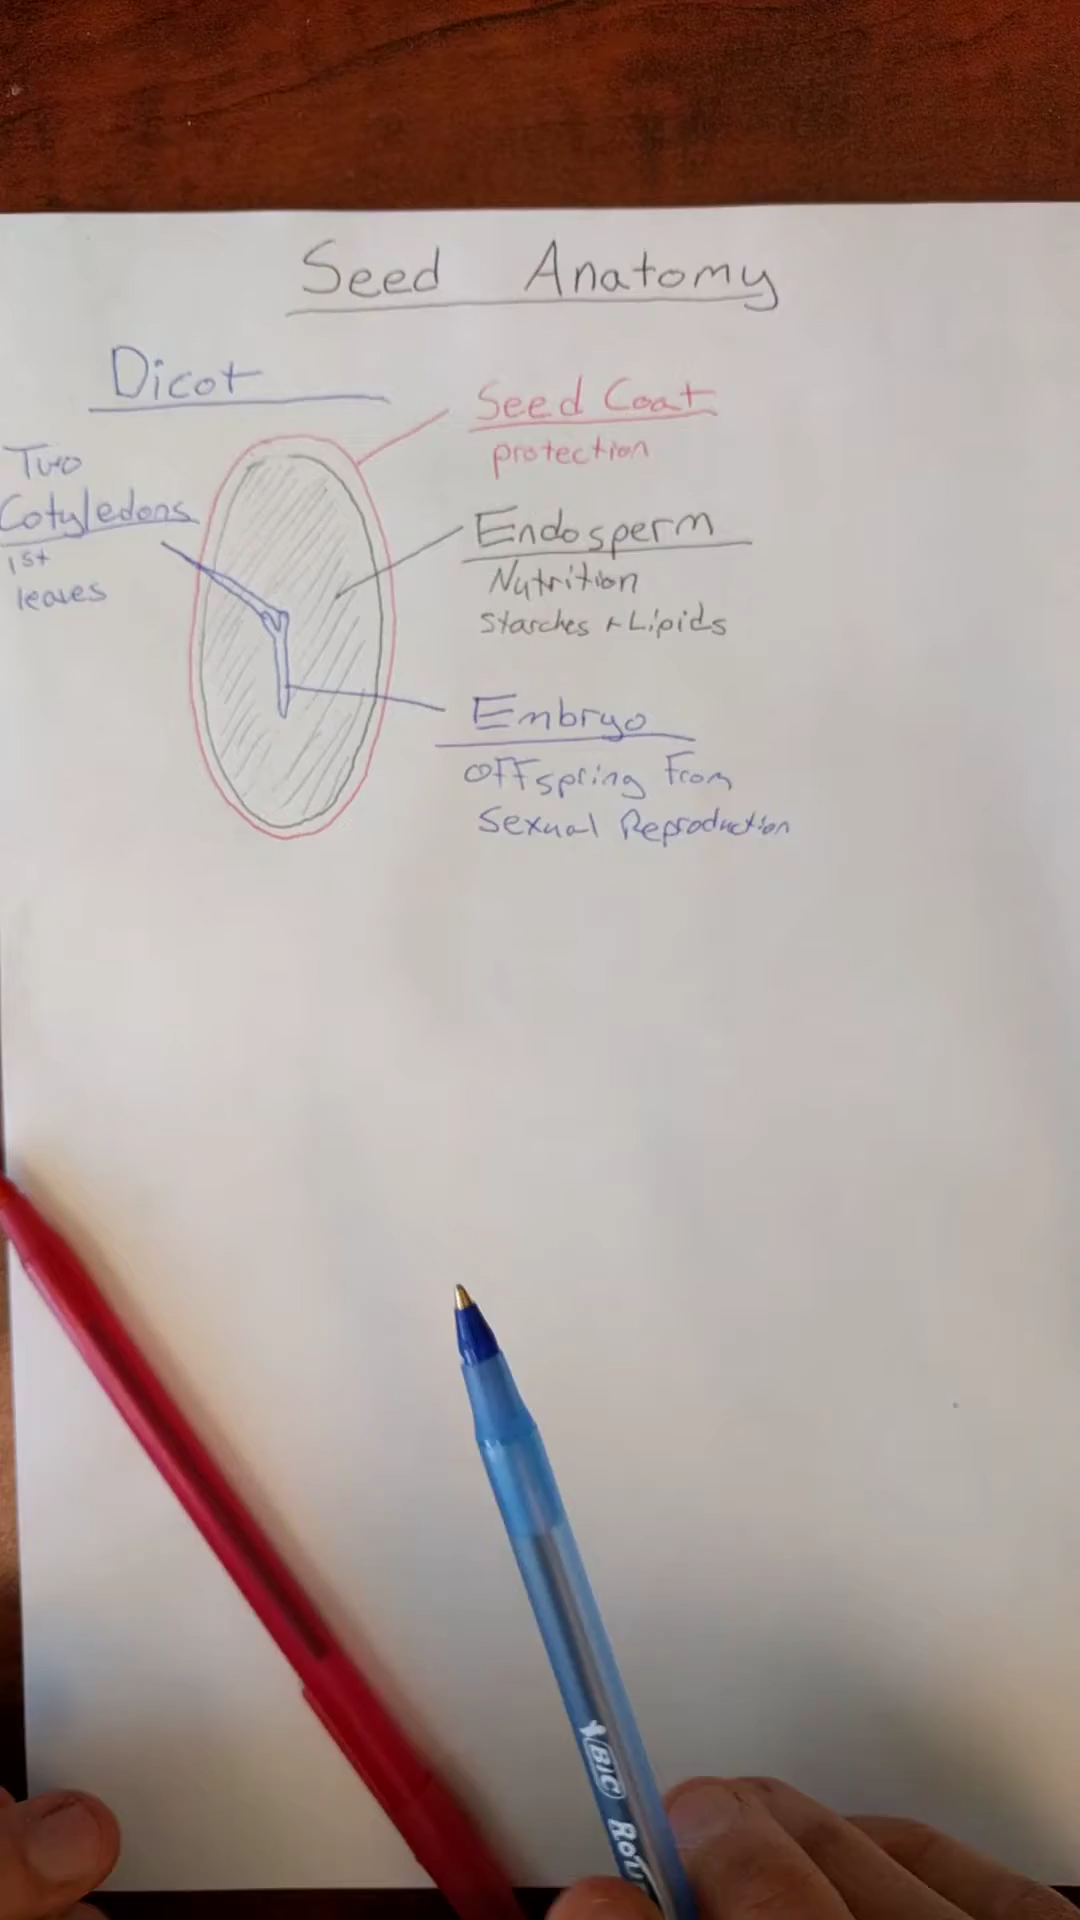 Seed Anatomy
Dicot
Two
Cotyledons
1st
leaves
Seed Coat
protection
Endosperm
Nutrition
Starches + Lipids
Embryo
Offspring From
Sexual Reproduction
BIC